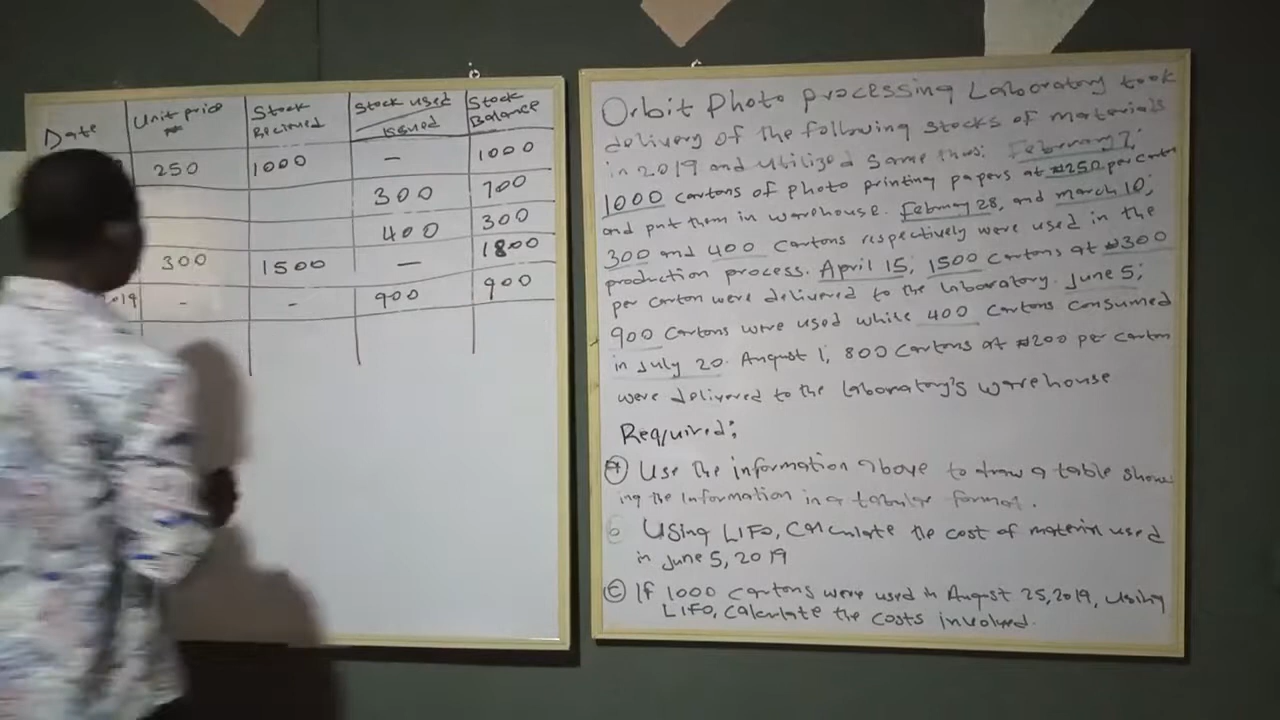 Date Unit price Stock Received Stock used Stock
₦ issued Balance
250 1000 — 1000
300 700
400 300
300 1500 — 1800
2019 - - 900 900
Orbit Photo processing Laboratory took
delivery of the following stocks of materials
in 2019 and utilized same thus: February 7;
1000 cartons of photo printing papers at ₦250 per carton
and put them in warehouse. February 28, and march 10;
300 and 400 cartons respectively were used in the
production process. April 15, 1500 cartons at ₦300
per carton were delivered to the laboratory. June 5;
900 cartons were used while 400 cartons consumed
in July 20. August 1; 800 cartons at ₦200 per carton
were delivered to the laboratory's warehouse
Required:
A Use the information above to draw a table show-
ing the information in a tabular format.
b Using LIFO, calculate the cost of material used
in June 5, 2019
C If 1000 cartons were used in August 25, 2019, using
LIFO, calculate the costs involved.